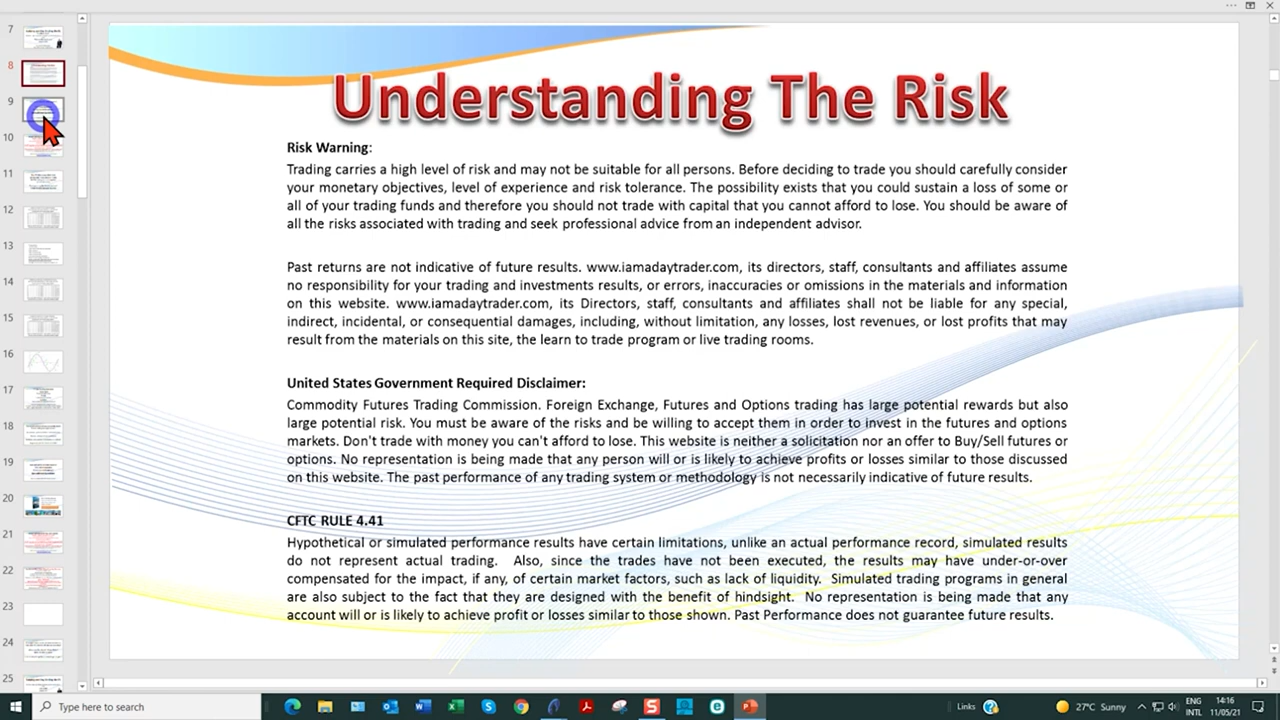 Understanding The Risk
Risk Warning:
Trading carries a high level of risk and may not be suitable for all persons. Before deciding to trade you should carefully consider
your monetary objectives, level of experience and risk tolerance. The possibility exists that you could sustain a loss of some or
all of your trading funds and therefore you should not trade with capital that you cannot afford to lose. You should be aware of
all the risks associated with trading and seek professional advice from an independent advisor.
Past returns are not indicative of future results. www.iamadaytrader.com, its directors, staff, consultants and affiliates assume
no responsibility for your trading and investments results, or errors, inaccuracies or omissions in the materials and information
on this website. www.iamadaytrader.com, its Directors, staff, consultants and affiliates shall not be liable for any special,
indirect, incidental, or consequential damages, including, without limitation, any losses, lost revenues, or lost profits that may
result from the materials on this site, the learn to trade program or live trading rooms.
United States Government Required Disclaimer:
Commodity Futures Trading Commission. Foreign Exchange, Futures and Options trading has large potential rewards but also
large potential risk. You must be aware of the risks and be willing to accept them in order to invest in the futures and options
markets. Don't trade with money you can't afford to lose. This website is neither a solicitation nor an offer to Buy/Sell futures or
options. No representation is being made that any person will or is likely to achieve profits or losses similar to those discussed
on this website. The past performance of any trading system or methodology is not necessarily indicative of future results.
CFTC RULE 4.41
Hypothetical or simulated performance results have certain limitations, unlike an actual performance record, simulated results
do not represent actual trading. Also, since the trades have not been executed, the results may have under-or-over
compensated for the impact, if any, of certain market factors, such as lack of liquidity. Simulated trading programs in general
are also subject to the fact that they are designed with the benefit of hindsight. No representation is being made that any
account will or is likely to achieve profit or losses similar to those shown. Past Performance does not guarantee future results.
7
8
9
10
11
13
14
15
16
17
18
20
22
23
24
25
Type here to search
Links
27°C Sunny
ENG
INTL
14:16
11/05/21